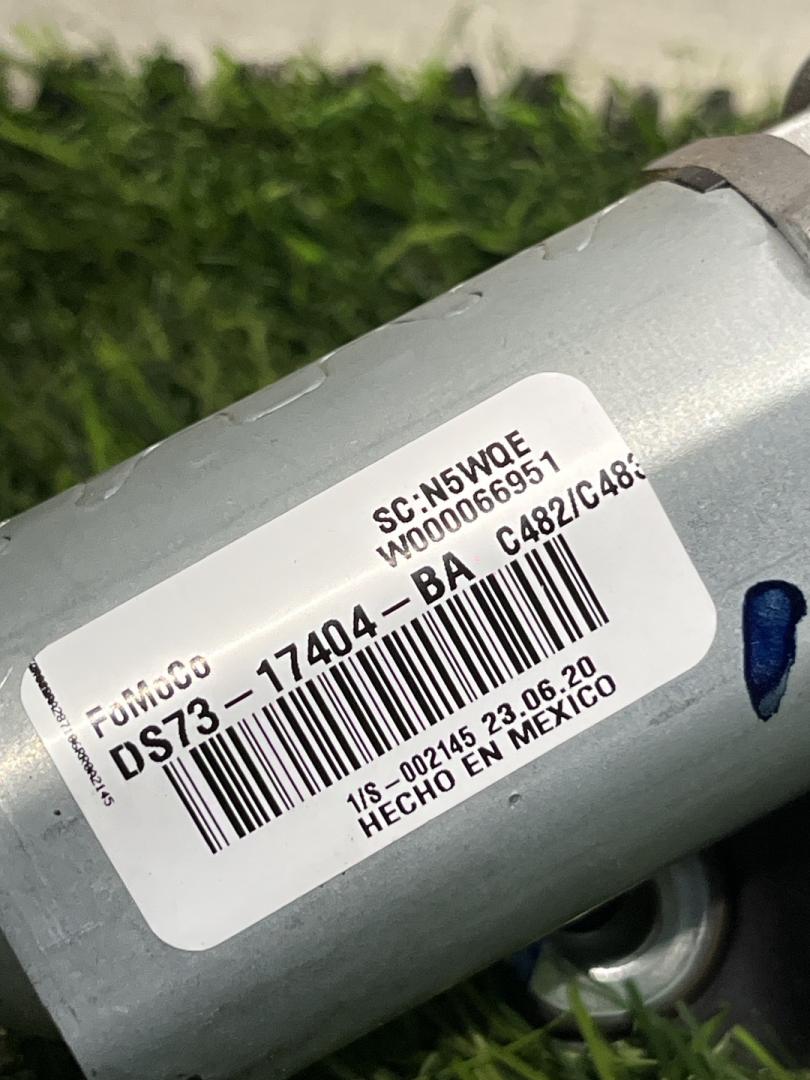 SC:N5WQE
W000066951
FoMoCo
DS73-17404-BA C482/C483
1/S-002145 23.06.20
HECHO EN MEXICO